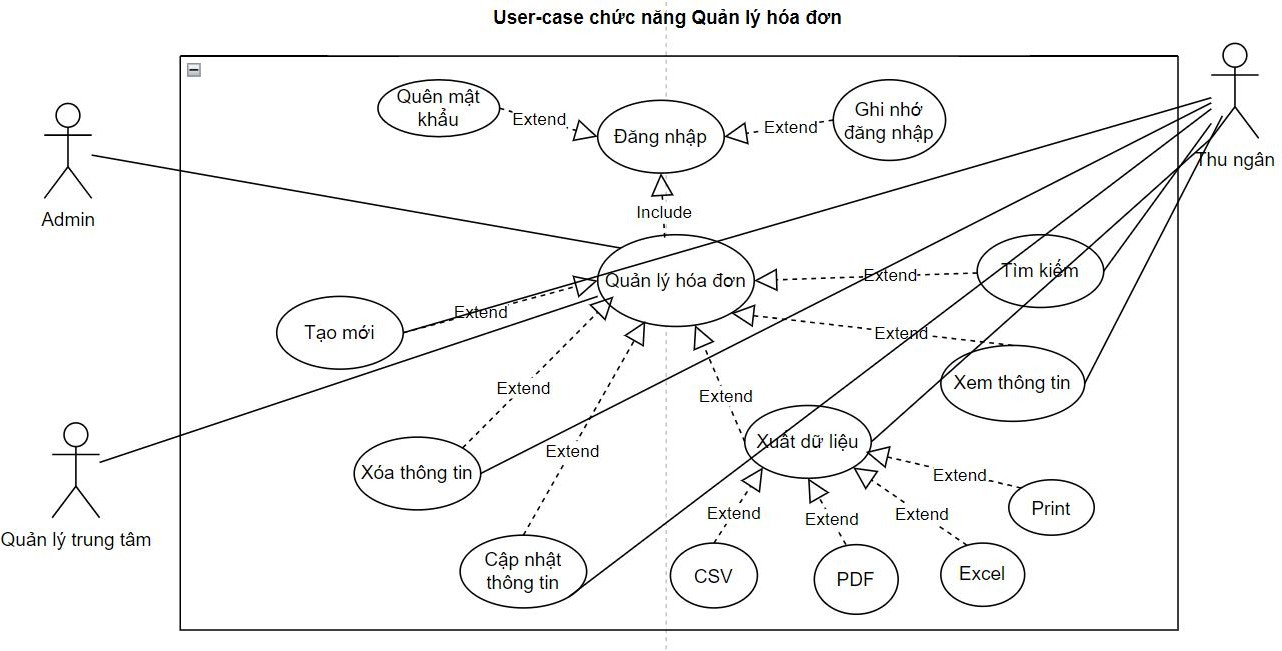 User-case chức năng Quản lý hóa đơn
Quên mật
khẩu
Extend
Đăng nhập
Extend
Ghi nhớ
đăng nhập
Thu ngân
Admin
Include
Quản lý hóa đơn
Extend
Tìm kiếm
Extend
Tạo mới
Extend
Xem thông tin
Extend
Extend
Xóa thông tin
Extend
Xuất dữ liệu
Extend
Print
Quản lý trung tâm
Extend
Extend
Extend
Cập nhật
thông tin
CSV
PDF
Excel